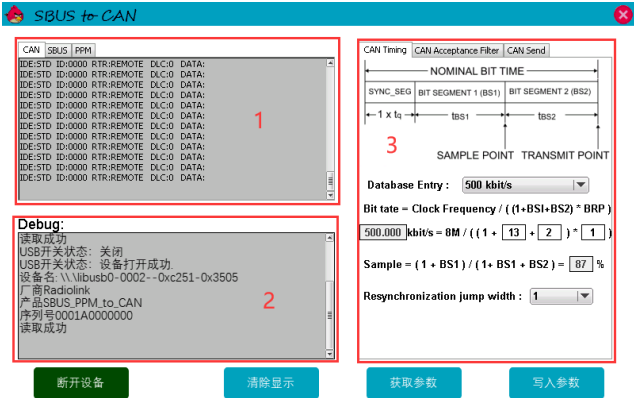 SBUS to CAN
CAN SBUS PPM
IDE:STD ID:0000 RTR:REMOTE DLC:0 DATA:
IDE:STD ID:0000 RTR:REMOTE DLC:0 DATA:
IDE:STD ID:0000 RTR:REMOTE DLC:0 DATA:
IDE:STD ID:0000 RTR:REMOTE DLC:0 DATA:
IDE:STD ID:0000 RTR:REMOTE DLC:0 DATA:
IDE:STD ID:0000 RTR:REMOTE DLC:0 DATA:
IDE:STD ID:0000 RTR:REMOTE DLC:0 DATA:
IDE:STD ID:0000 RTR:REMOTE DLC:0 DATA:
IDE:STD ID:0000 RTR:REMOTE DLC:0 DATA:
IDE:STD ID:0000 RTR:REMOTE DLC:0 DATA:
IDE:STD ID:0000 RTR:REMOTE DLC:0 DATA:
IDE:STD ID:0000 RTR:REMOTE DLC:0 DATA:
1
Debug:
读取成功
USB开关状态：关闭
USB开关状态：设备打开成功.
设备名: \\.\libusb0-0002--0xc251-0x3505
厂商Radiolink
产品SBUS_PPM_to_CAN
序列号0001A0000000
读取成功
2
CAN Timing CAN Acceptance Filter CAN Send
NOMINAL BIT TIME
SYNC_SEG BIT SEGMENT 1 (BS1) BIT SEGMENT 2 (BS2)
1 x tq tBS1 tBS2
3
SAMPLE POINT TRANSMIT POINT
Database Entry : 500 kbit/s
Bit tate = Clock Frequency / ( (1+BSI+BS2) * BRP )
500.000 kbit/s = 8M / ( ( 1 + 13 + 2 ) * 1 )
Sample = ( 1 + BS1 ) / ( 1+ BS1 + BS2 ) = 87 %
Resynchronization jump width : 1
断开设备 清除显示 获取参数 写入参数